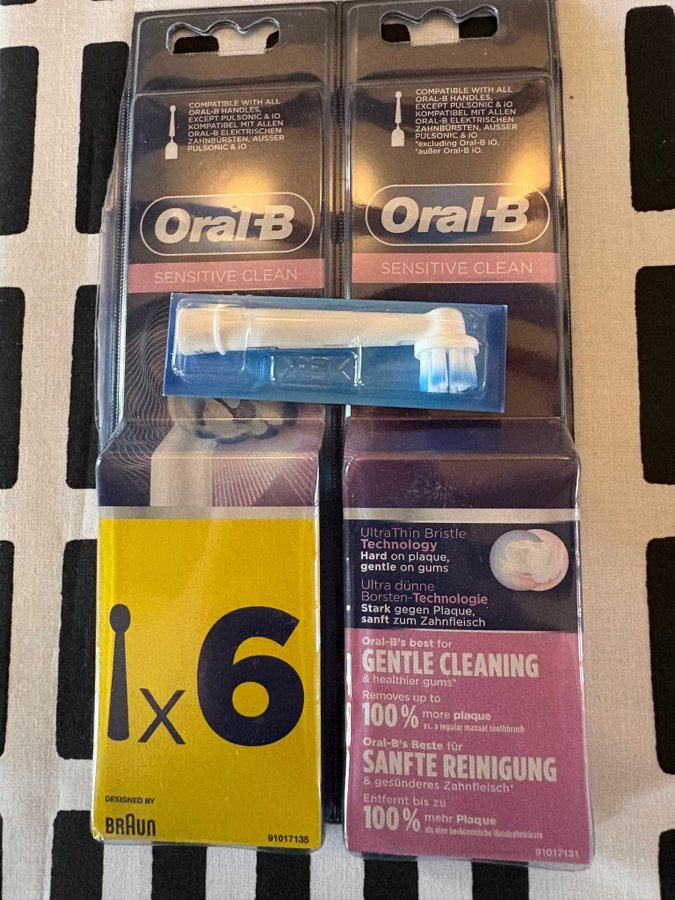 COMPATIBLE WITH ALL
ORAL-B HANDLES,
EXCEPT PULSONIC & iO
KOMPATIBEL MIT ALLEN
ORAL-B ELEKTRISCHEN
ZAHNBÜRSTEN, AUSSER
PULSONIC & iO
Oral-B
SENSITIVE CLEAN
x6
DESIGNED BY
BRAUN
91017135
COMPATIBLE WITH ALL
ORAL-B HANDLES,
EXCEPT PULSONIC & iO
KOMPATIBEL MIT ALLEN
ORAL-B ELEKTRISCHEN
ZAHNBÜRSTEN, AUSSER
PULSONIC & iO
*excluding Oral-B iO.
*außer Oral-B iO.
Oral-B
SENSITIVE CLEAN
UltraThin Bristle
Technology
Hard on plaque,
gentle on gums
Ultra dünne
Borsten-Technologie
Stark gegen Plaque,
sanft zum Zahnfleisch
Oral-B's best for
GENTLE CLEANING
& healthier gums*
Removes up to
100% more plaque
vs. a regular manual toothbrush
Oral-B's Beste für
SANFTE REINIGUNG
& gesünderes Zahnfleisch*
Entfernt bis zu
100% mehr Plaque
als eine herkömmliche Handzahnbürste
91017131